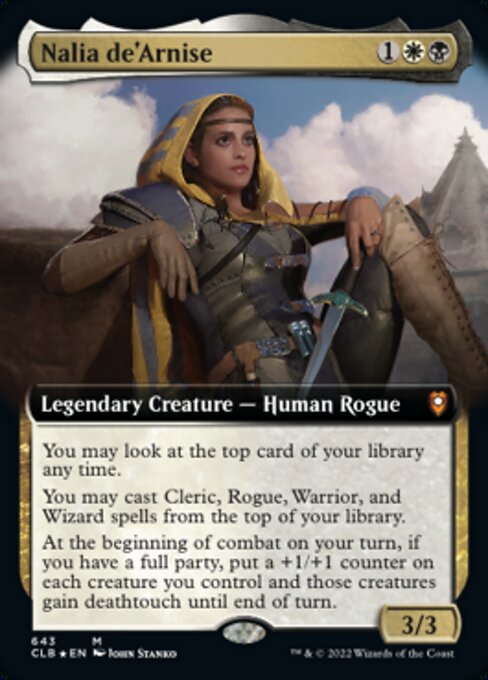 Nalia de'Arnise 1
Legendary Creature — Human Rogue
You may look at the top card of your library
any time.
You may cast Cleric, Rogue, Warrior, and
Wizard spells from the top of your library.
At the beginning of combat on your turn, if
you have a full party, put a +1/+1 counter on
each creature you control and those creatures
gain deathtouch until end of turn.
3/3
643 M
CLB ★ EN John Stanko
™ & © 2022 Wizards of the Coast